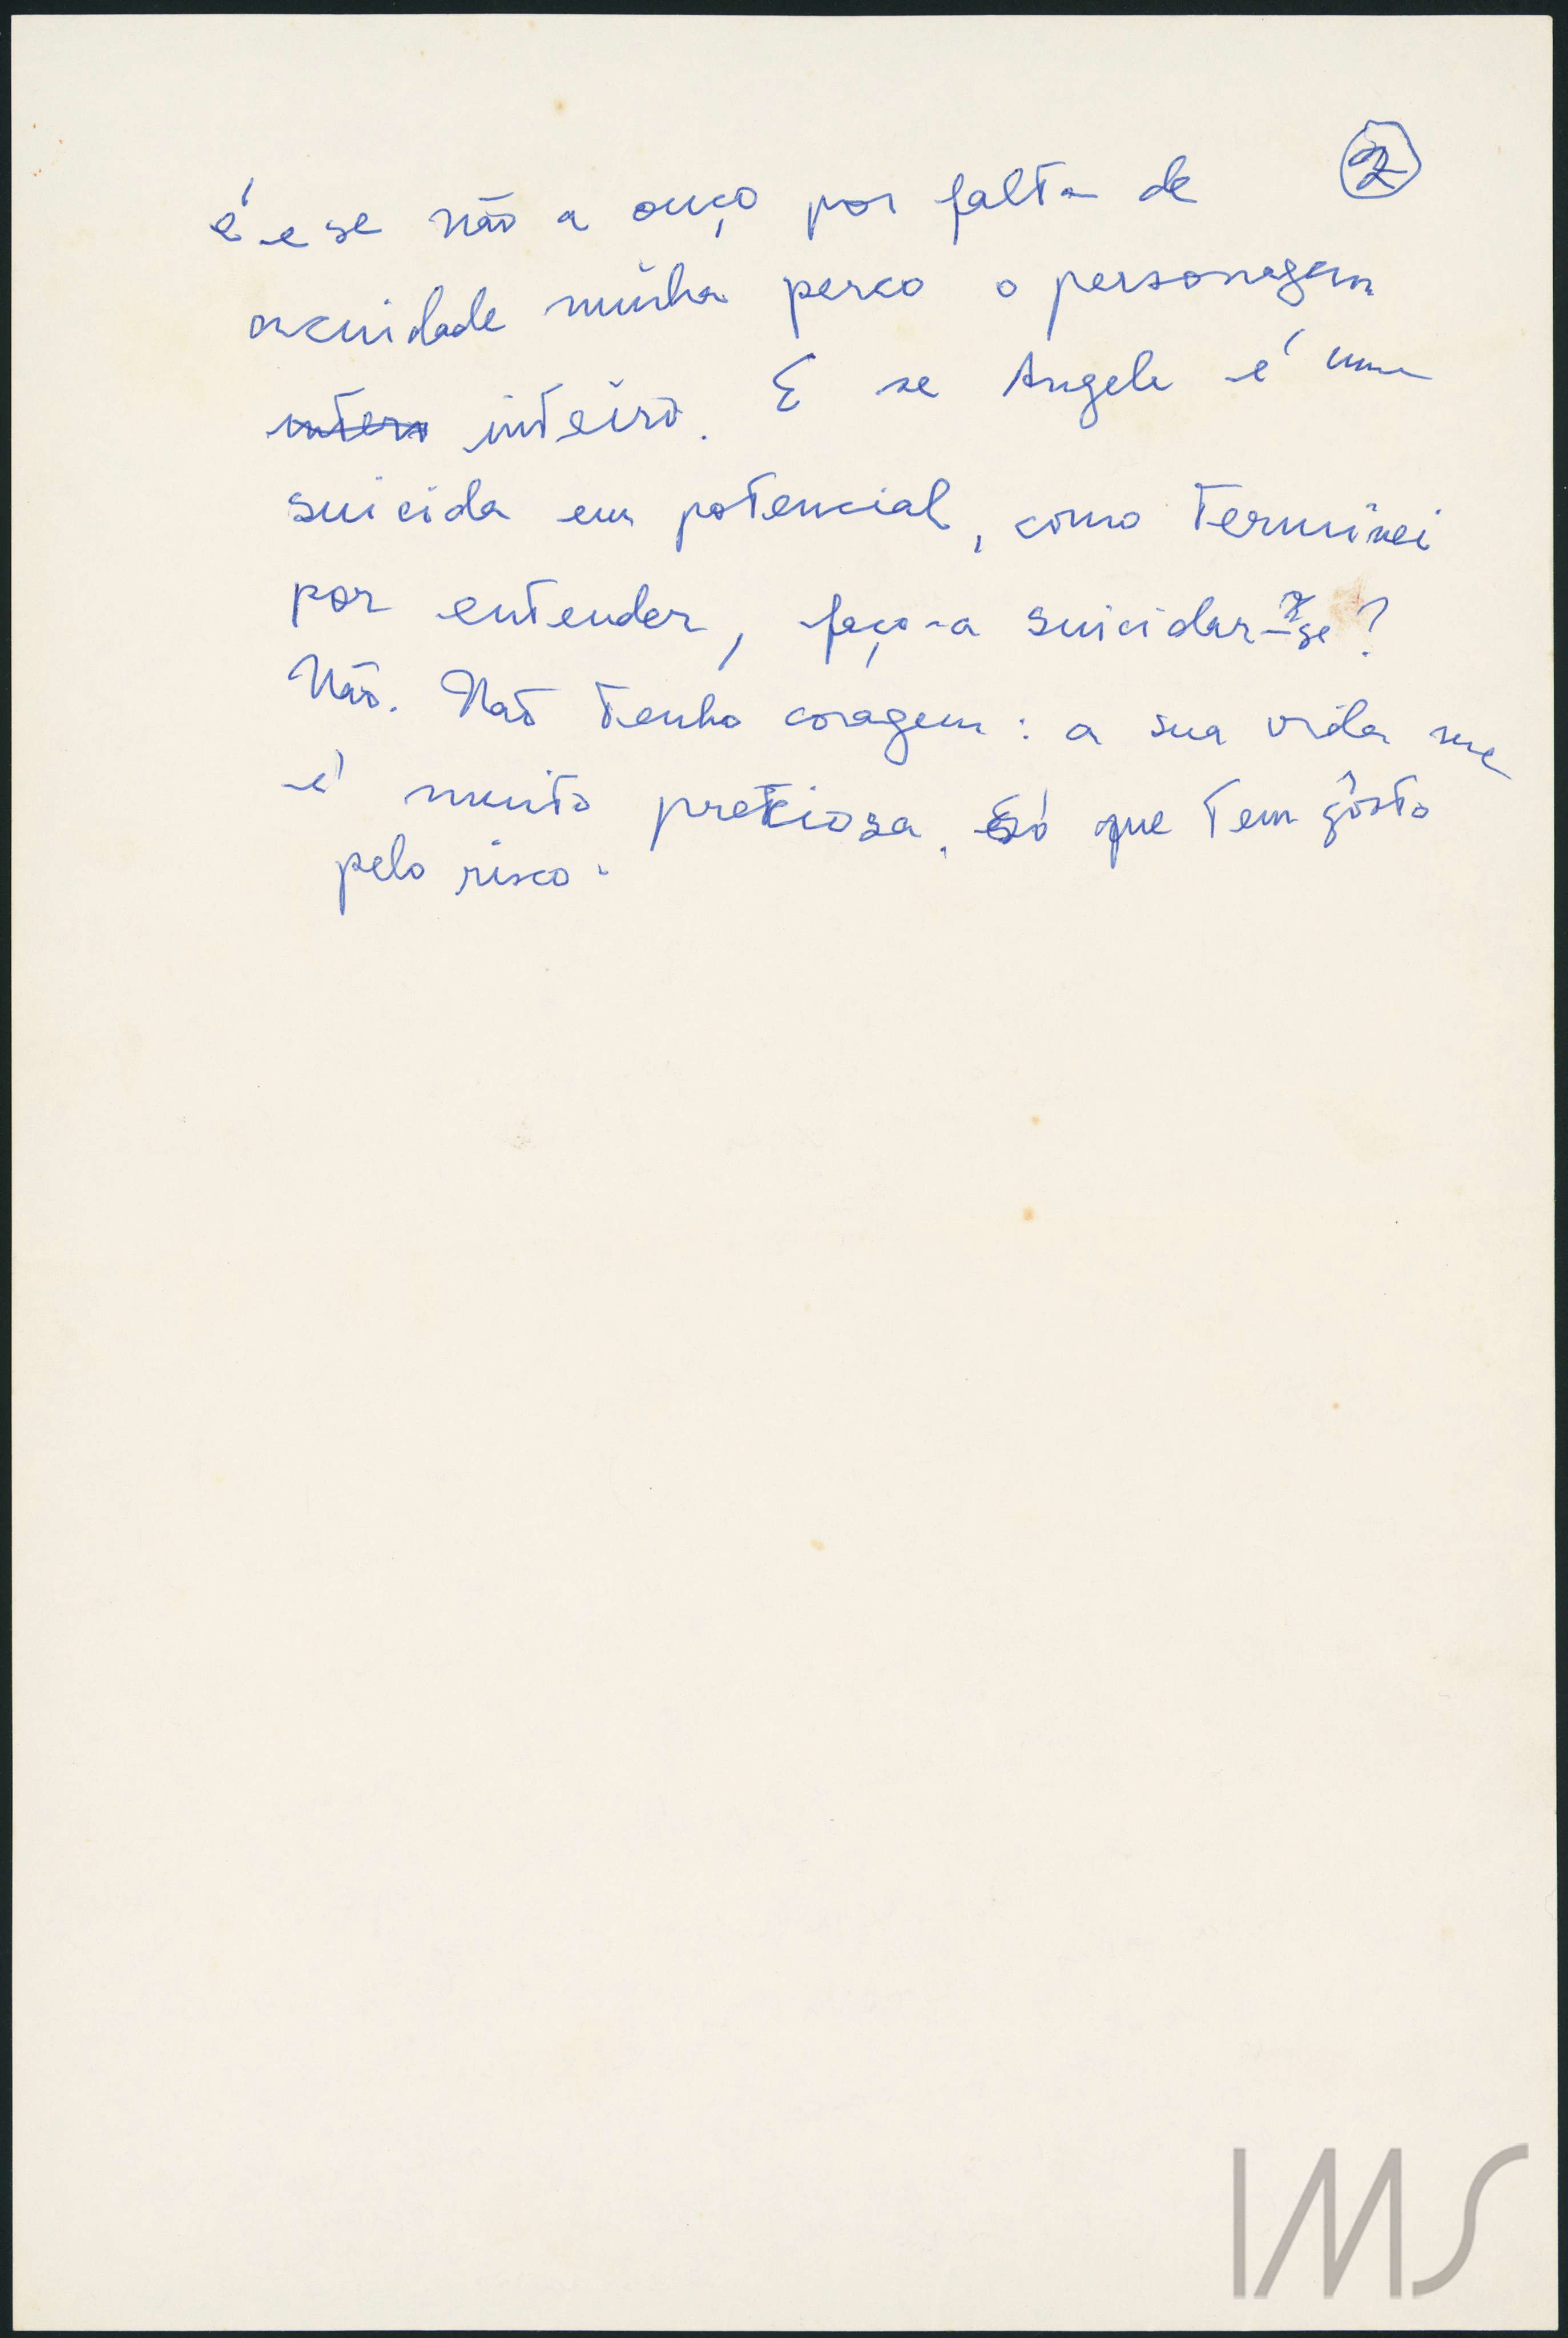 2
é e se não a ouço por falta de
acuidade minha perco o personagem
intero inteiro. E se Angela é uma
suicida em potencial, como terminei
por entender, faço-a suicidar-se?
Não. Não tenho coragem: a sua vida me
é muito preciosa. Só que tem gôsto
pelo risco.
IMS